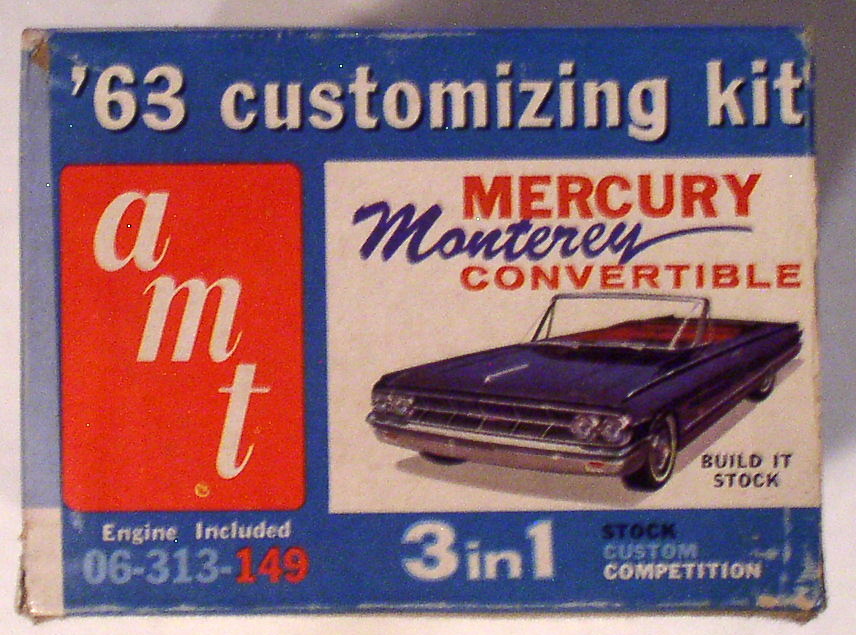 '63 customizing kit
amt
MERCURY
Monterey
CONVERTIBLE
BUILD IT
STOCK
Engine Included
06-313-149
3 in 1
STOCK
CUSTOM
COMPETITION